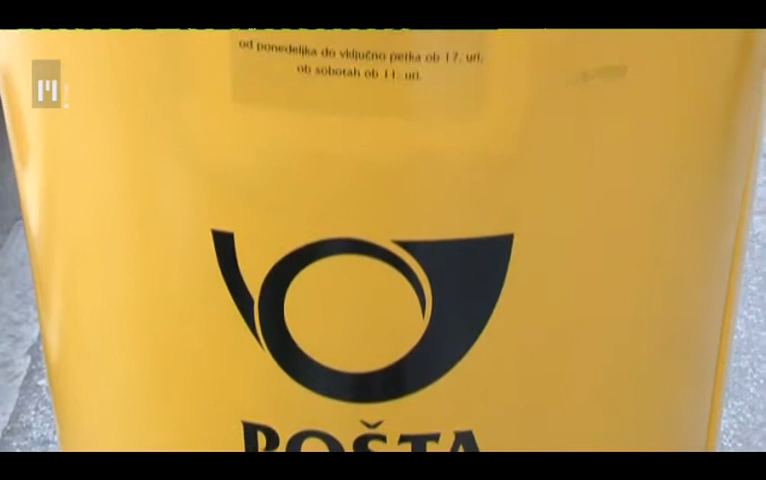 od ponedeljka do vključno petka ob 17. uri,
ob sobotah ob 11. uri.
M!
POŠTA